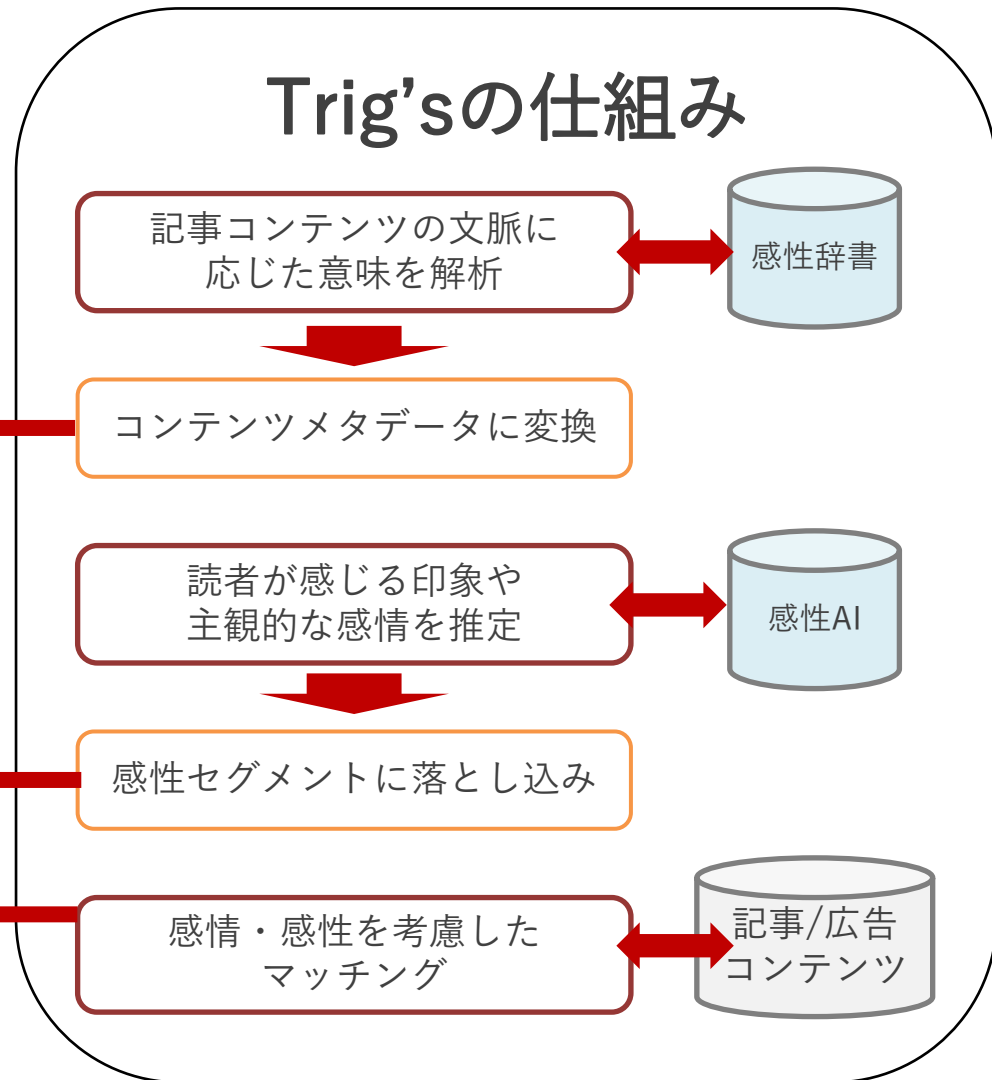 Trig’sの仕組み
記事コンテンツの文脈に
応じた意味を解析
感性辞書
コンテンツメタデータに変換
読者が感じる印象や
主観的な感情を推定
感性AI
感性セグメントに落とし込み
感情・感性を考慮した
マッチング
記事/広告
コンテンツ